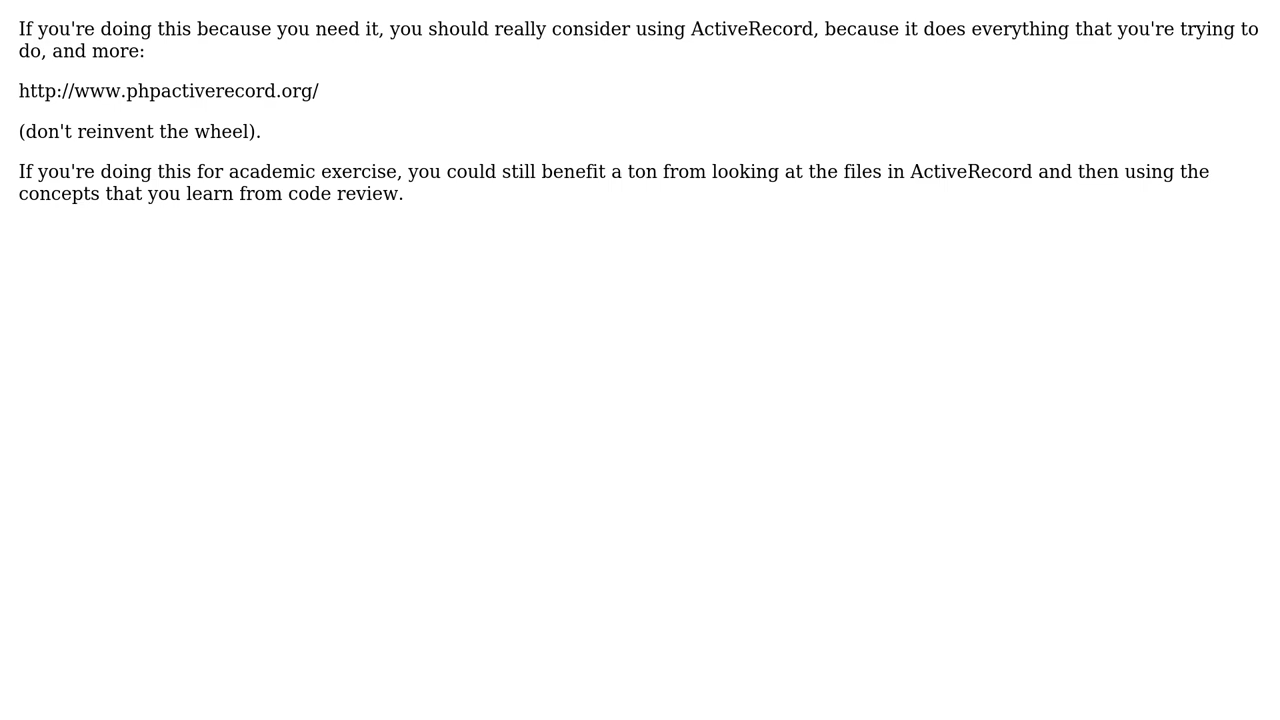 If you're doing this because you need it, you should really consider using ActiveRecord, because it does everything that you're trying to
do, and more:
http://www.phpactiverecord.org/
(don't reinvent the wheel).
If you're doing this for academic exercise, you could still benefit a ton from looking at the files in ActiveRecord and then using the
concepts that you learn from code review.